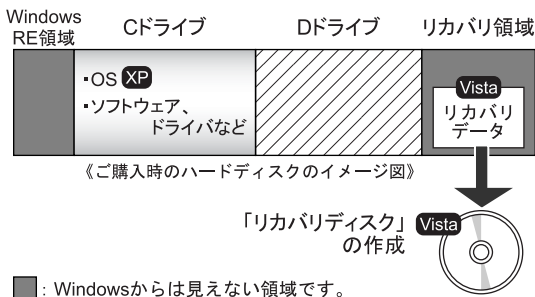 Windows
RE領域
Cドライブ
Dドライブ
リカバリ領域
▪OS XP
▪ソフトウェア、
ドライバなど
Vista
リカバリ
データ
《ご購入時のハードディスクのイメージ図》
「リカバリディスク」
の作成
Vista
: Windowsからは見えない領域です。